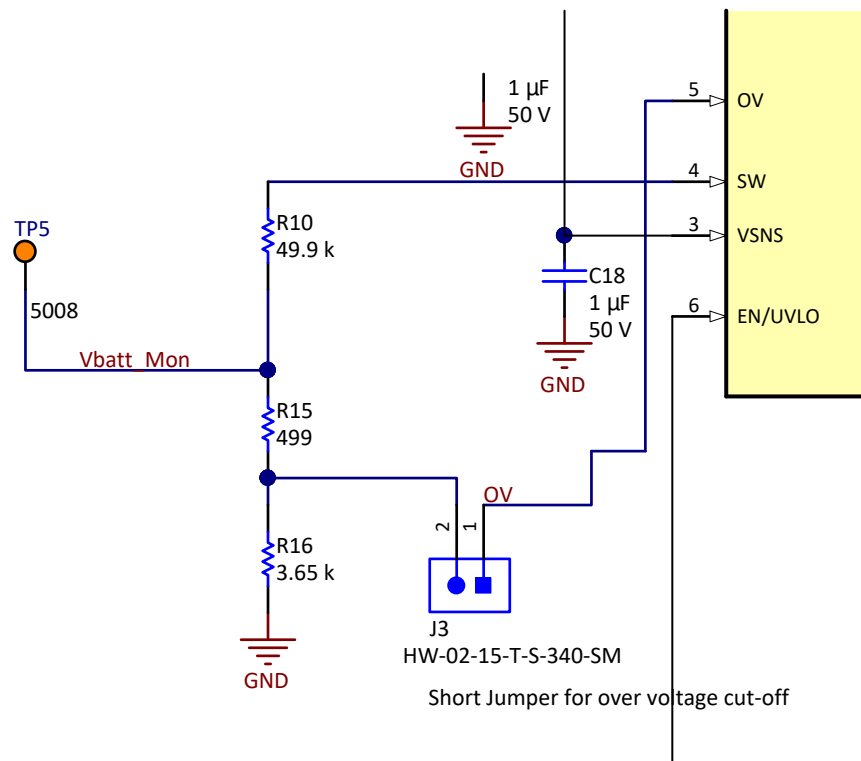 1 µF
50 V
GND
5
OV
4
SW
3
VSNS
6
EN/UVLO
TP5
5008
R10
49.9 k
C18
1 µF
50 V
GND
Vbatt_Mon
R15
499
OV
2
1
R16
3.65 k
GND
J3
HW-02-15-T-S-340-SM
Short Jumper for over voltage cut-off